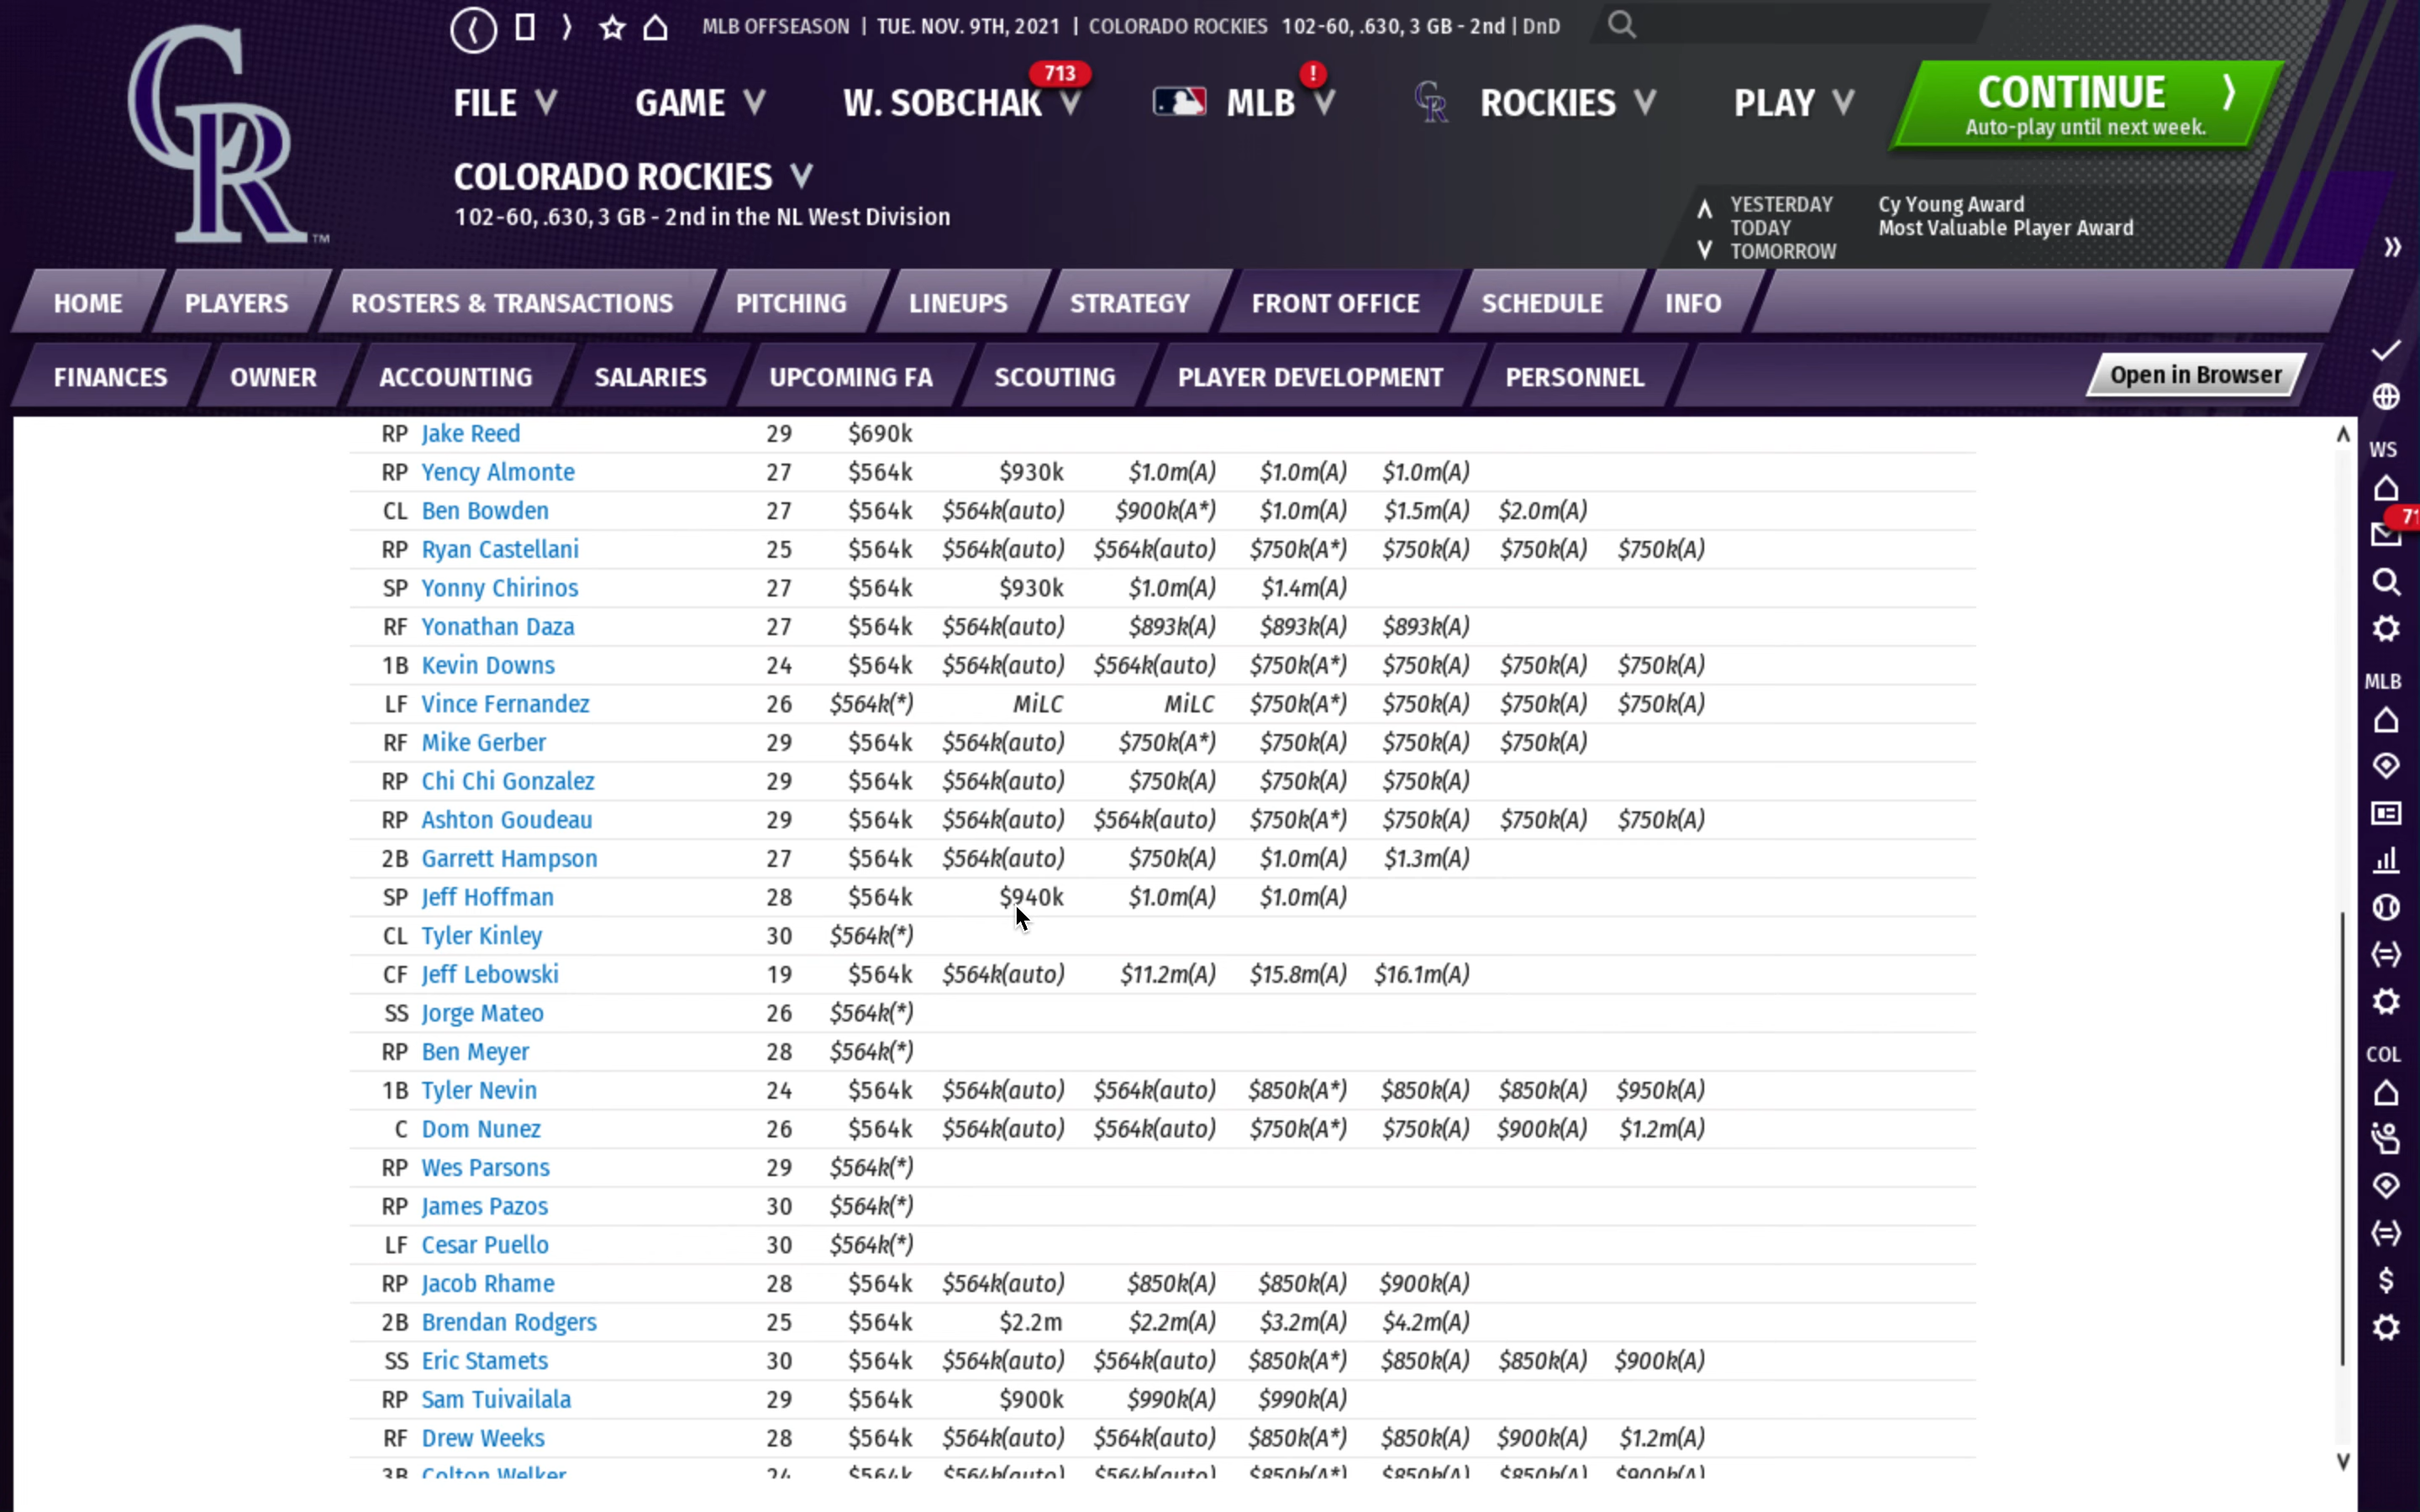 MLB OFFSEASON | TUE. NOV. 9TH, 2021 | COLORADO ROCKIES 102-60, .630, 3 GB - 2nd | DnD
713
!
FILE GAME W. SOBCHAK MLB ROCKIES PLAY
CONTINUE
Auto-play until next week.
CR
TM
COLORADO ROCKIES
102-60, .630, 3 GB - 2nd in the NL West Division
YESTERDAY Cy Young Award
TODAY Most Valuable Player Award
TOMORROW
HOME PLAYERS ROSTERS & TRANSACTIONS PITCHING LINEUPS STRATEGY FRONT OFFICE SCHEDULE INFO
FINANCES OWNER ACCOUNTING SALARIES UPCOMING FA SCOUTING PLAYER DEVELOPMENT PERSONNEL Open in Browser
RP Jake Reed 29 $690k
RP Yency Almonte 27 $564k $930k $1.0m(A) $1.0m(A) $1.0m(A)
CL Ben Bowden 27 $564k $564k(auto) $900k(A*) $1.0m(A) $1.5m(A) $2.0m(A)
RP Ryan Castellani 25 $564k $564k(auto) $564k(auto) $750k(A*) $750k(A) $750k(A) $750k(A)
SP Yonny Chirinos 27 $564k $930k $1.0m(A) $1.4m(A)
RF Yonathan Daza 27 $564k $564k(auto) $893k(A) $893k(A) $893k(A)
1B Kevin Downs 24 $564k $564k(auto) $564k(auto) $750k(A*) $750k(A) $750k(A) $750k(A)
LF Vince Fernandez 26 $564k(*) MiLC MiLC $750k(A*) $750k(A) $750k(A) $750k(A)
RF Mike Gerber 29 $564k $564k(auto) $750k(A*) $750k(A) $750k(A) $750k(A)
RP Chi Chi Gonzalez 29 $564k $564k(auto) $750k(A) $750k(A) $750k(A)
RP Ashton Goudeau 29 $564k $564k(auto) $564k(auto) $750k(A*) $750k(A) $750k(A) $750k(A)
2B Garrett Hampson 27 $564k $564k(auto) $750k(A) $1.0m(A) $1.3m(A)
SP Jeff Hoffman 28 $564k $940k $1.0m(A) $1.0m(A)
CL Tyler Kinley 30 $564k(*)
CF Jeff Lebowski 19 $564k $564k(auto) $11.2m(A) $15.8m(A) $16.1m(A)
SS Jorge Mateo 26 $564k(*)
RP Ben Meyer 28 $564k(*)
1B Tyler Nevin 24 $564k $564k(auto) $564k(auto) $850k(A*) $850k(A) $850k(A) $950k(A)
C Dom Nunez 26 $564k $564k(auto) $564k(auto) $750k(A*) $750k(A) $900k(A) $1.2m(A)
RP Wes Parsons 29 $564k(*)
RP James Pazos 30 $564k(*)
LF Cesar Puello 30 $564k(*)
RP Jacob Rhame 28 $564k $564k(auto) $850k(A) $850k(A) $900k(A)
2B Brendan Rodgers 25 $564k $2.2m $2.2m(A) $3.2m(A) $4.2m(A)
SS Eric Stamets 30 $564k $564k(auto) $564k(auto) $850k(A*) $850k(A) $850k(A) $900k(A)
RP Sam Tuivailala 29 $564k $900k $990k(A) $990k(A)
RF Drew Weeks 28 $564k $564k(auto) $564k(auto) $850k(A*) $850k(A) $900k(A) $1.2m(A)
3B Colton Welker 24 $564k $564k(auto) $564k(auto) $850k(A*) $850k(A) $850k(A) $900k(A)
WS
71
MLB
COL
$